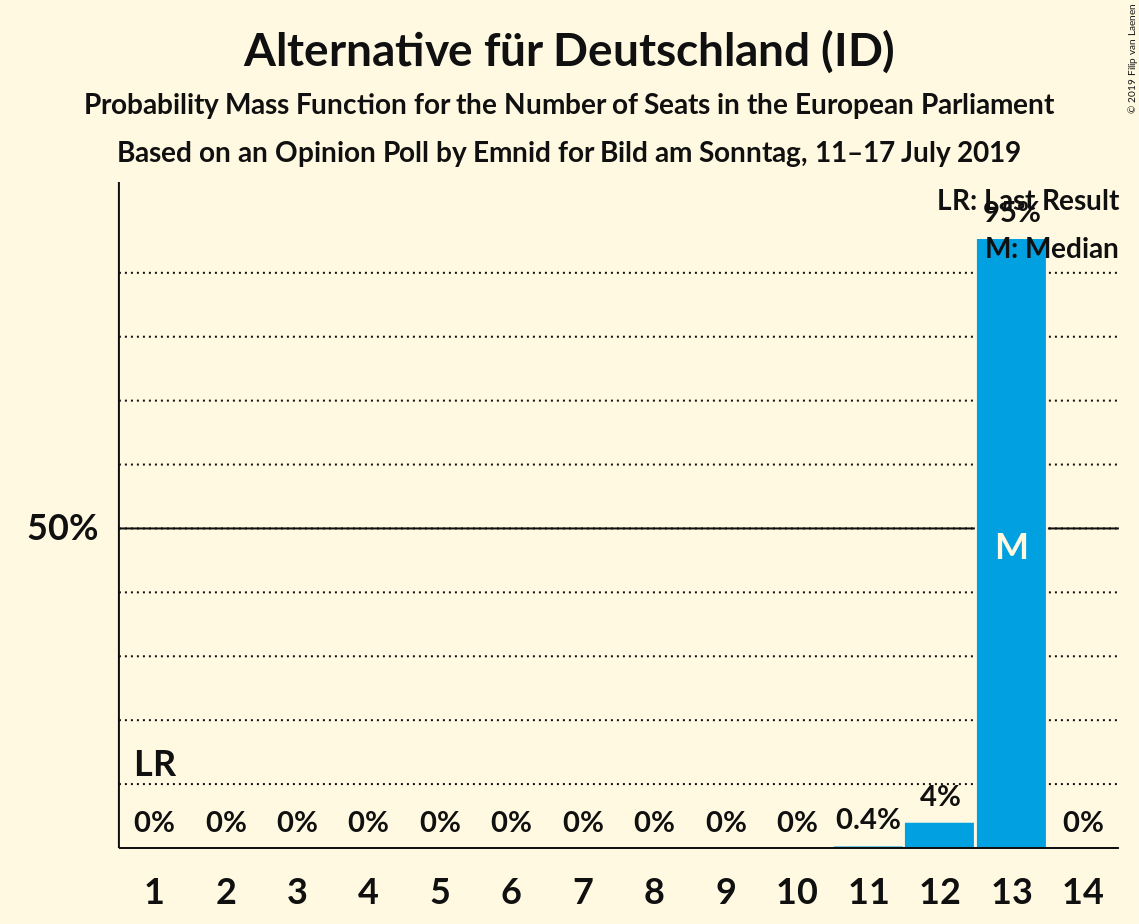 Alternative für Deutschland (ID)
Probability Mass Function for the Number of Seats in the European Parliament
Based on an Opinion Poll by Emnid for Bild am Sonntag, 11–17 July 2019
© 2019 Filip van Laenen
LR: Last Result
95%
M: Median
50%
M
LR
0% 0% 0% 0% 0% 0% 0% 0% 0% 0% 0.4% 4% 0%
1 2 3 4 5 6 7 8 9 10 11 12 13 14